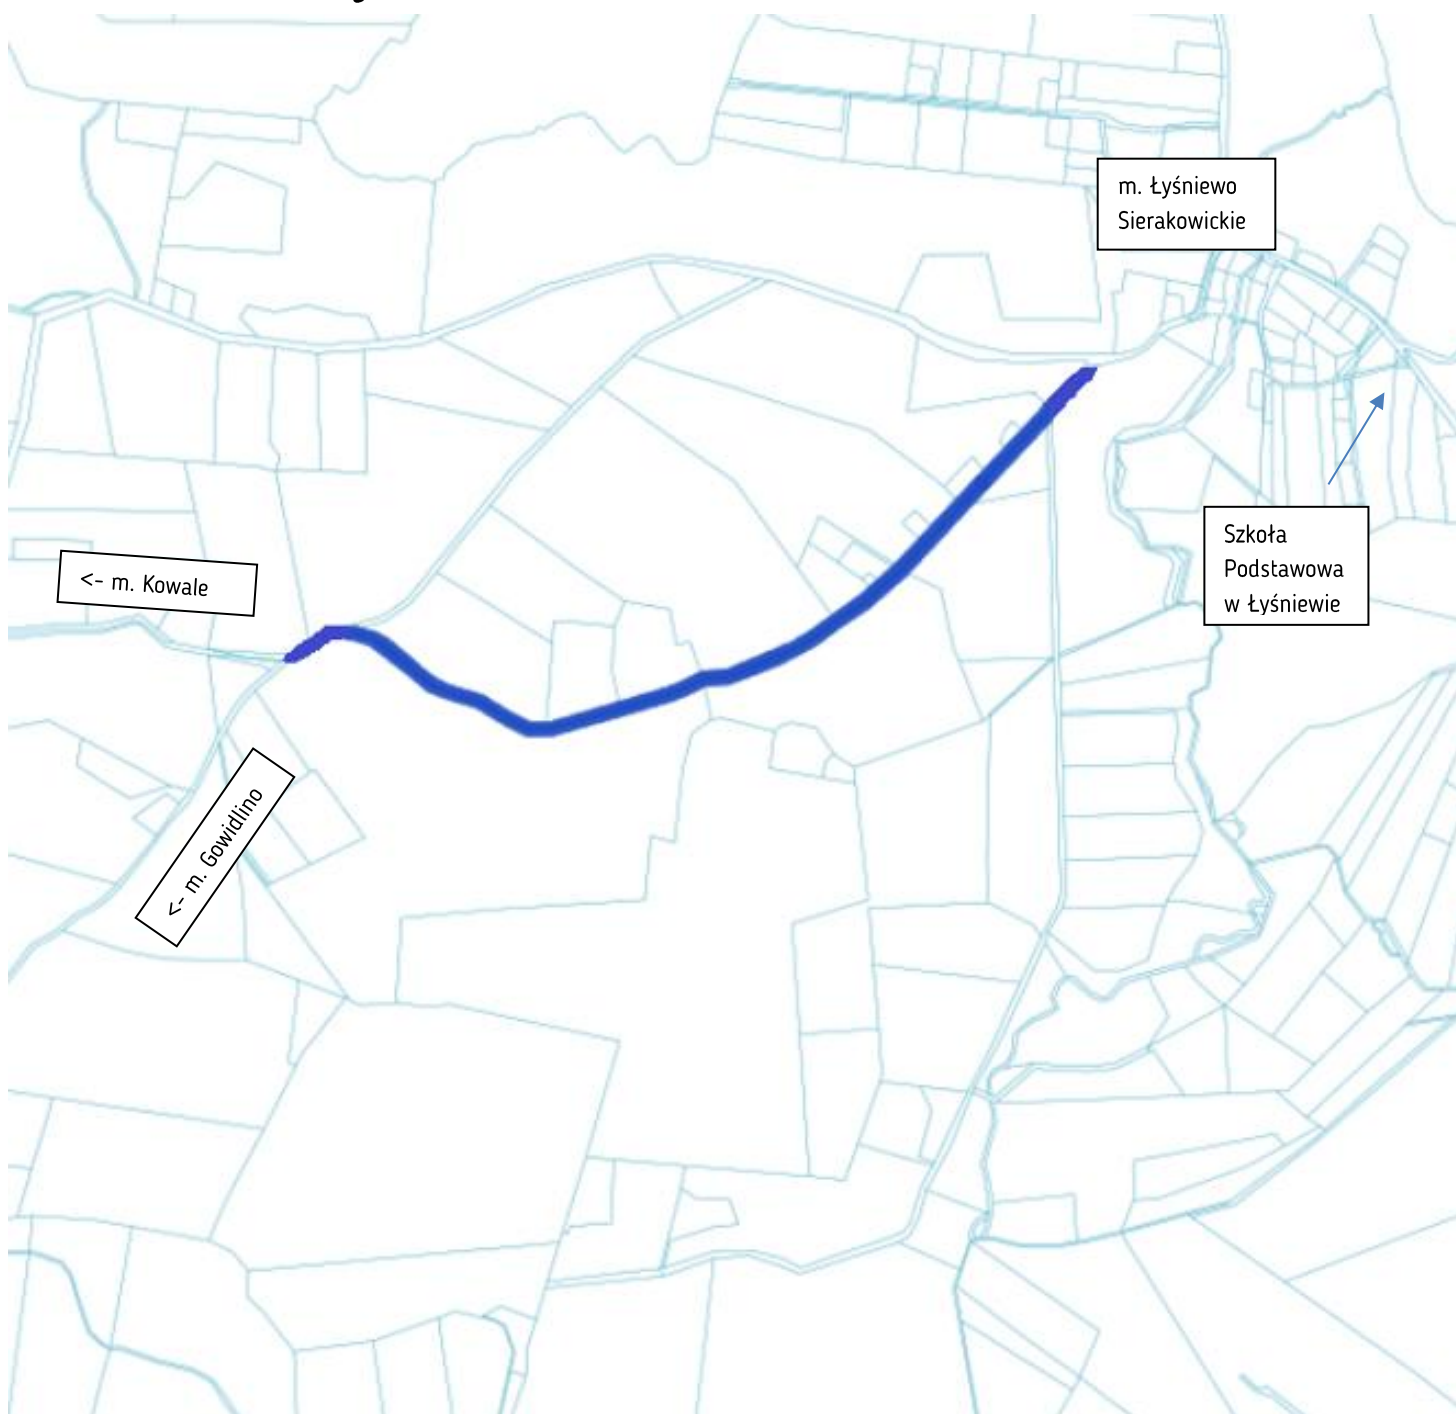 m. Łyśniewo
Sierakowickie
Szkoła
Podstawowa
w Łyśniewie
<- m. Kowale
<- m. Gowidlino